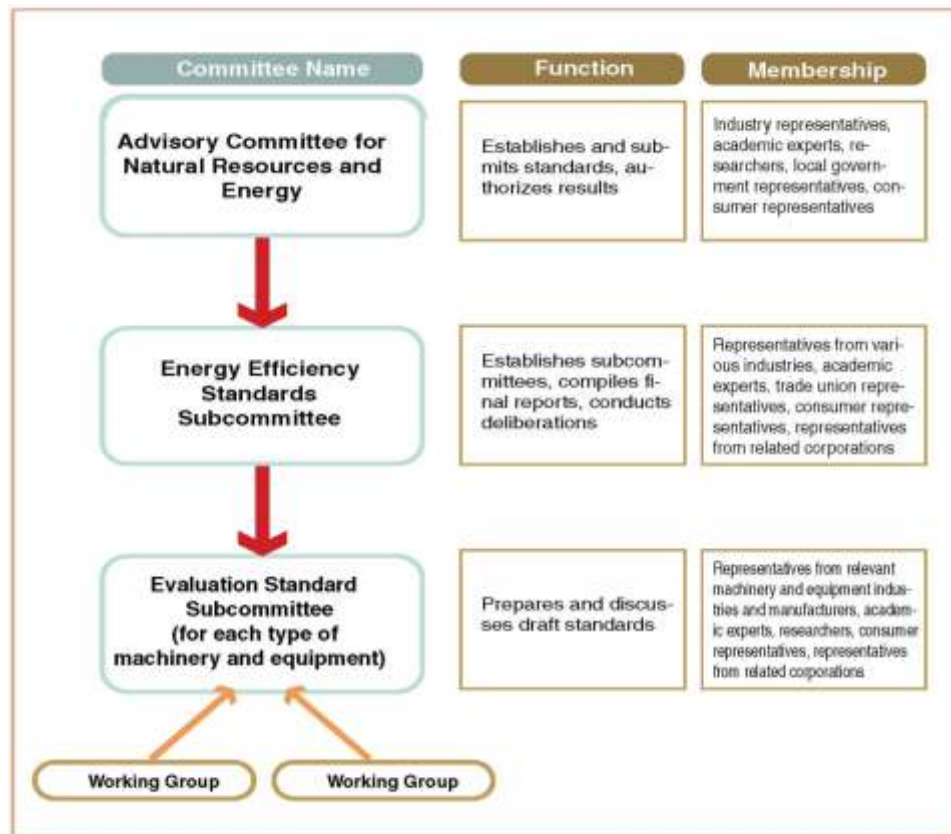 Committee Name
Function
Membership
Advisory Committee for
Natural Resources and
Energy
Establishes and sub-
mits standards, au-
thorizes results
Industry representatives,
academic experts, re-
searchers, local govern-
ment representatives, con-
sumer representatives
Energy Efficiency
Standards
Subcommittee
Establishes subcom-
mittees, compiles fi-
nal reports, conducts
deliberations
Representatives from vari-
ous industries, academic
experts, trade union repre-
sentatives, consumer repre-
sentatives, representatives
from related corporations
Evaluation Standard
Subcommittee
(for each type of
machinery and equipment)
Prepares and discus-
ses draft standards
Representatives from relevant
machinery and equipment indus-
tries and manufacturers, academ-
ic experts, researchers, consumer
representatives, representatives
from related corporations
Working Group
Working Group